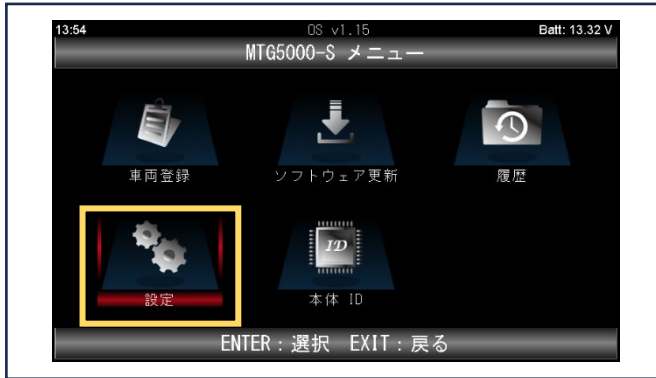 13:54 OS v1.15 Batt: 13.32 V
MTG5000-S メニュー
車両登録 ソフトウェア更新 履歴
ID
設定 本体 ID
ENTER：選択 EXIT：戻る